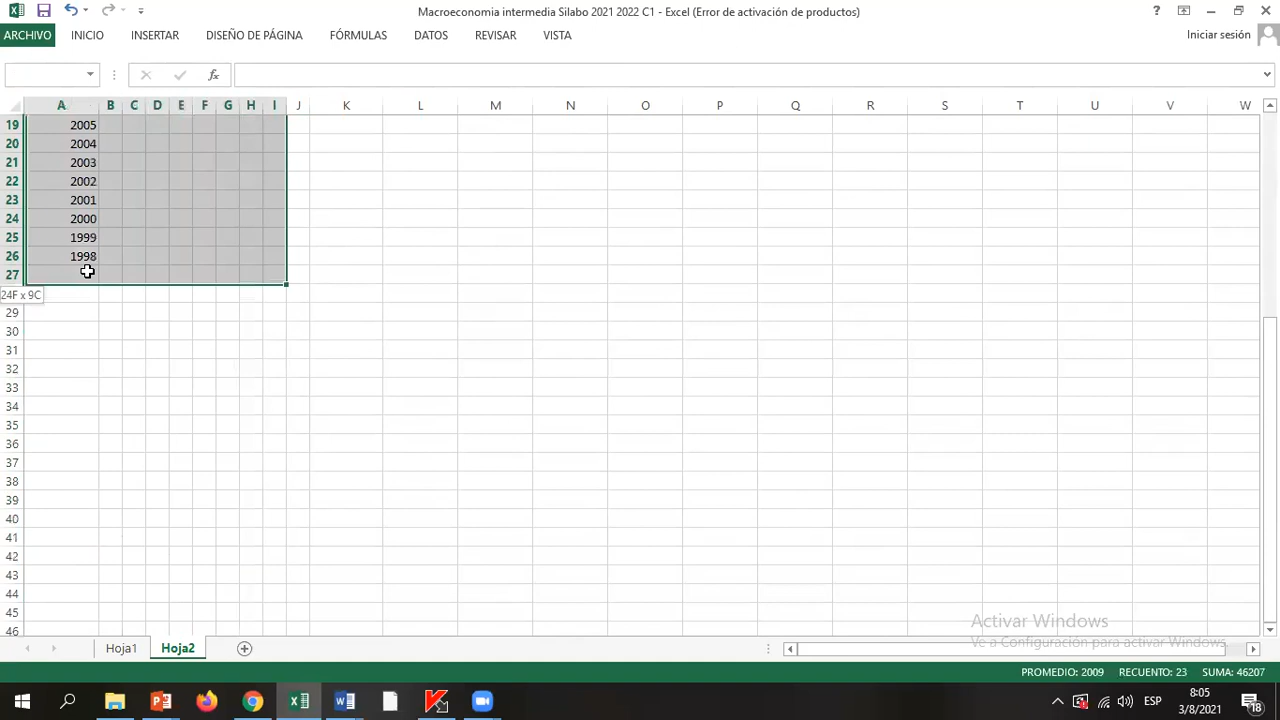 Macroeconomia intermedia Silabo 2021 2022 C1 - Excel (Error de activación de productos)
?
ARCHIVO INICIO INSERTAR DISEÑO DE PÁGINA FÓRMULAS DATOS REVISAR VISTA Iniciar sesión
fx
A B C D E F G H I J K L M N O P Q R S T U V W
19 2005
20 2004
21 2003
22 2002
23 2001
24 2000
25 1999
26 1998
27
24F x 9C
29
30
31
32
33
34
35
36
37
38
39
40
41
42
43
44
45
46
Activar Windows
Ve a Configuración para activar Windows.
Hoja1 Hoja2
PROMEDIO: 2009 RECUENTO: 23 SUMA: 46207
ESP 8:05
3/8/2021 18